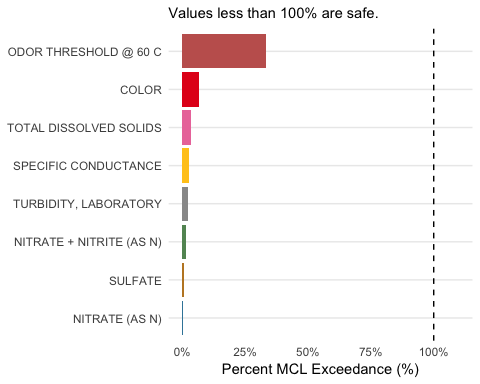 Values less than 100% are safe.
ODOR THRESHOLD @ 60 C
COLOR
TOTAL DISSOLVED SOLIDS
SPECIFIC CONDUCTANCE
TURBIDITY, LABORATORY
NITRATE + NITRITE (AS N)
SULFATE
NITRATE (AS N)
0% 25% 50% 75% 100%
Percent MCL Exceedance (%)